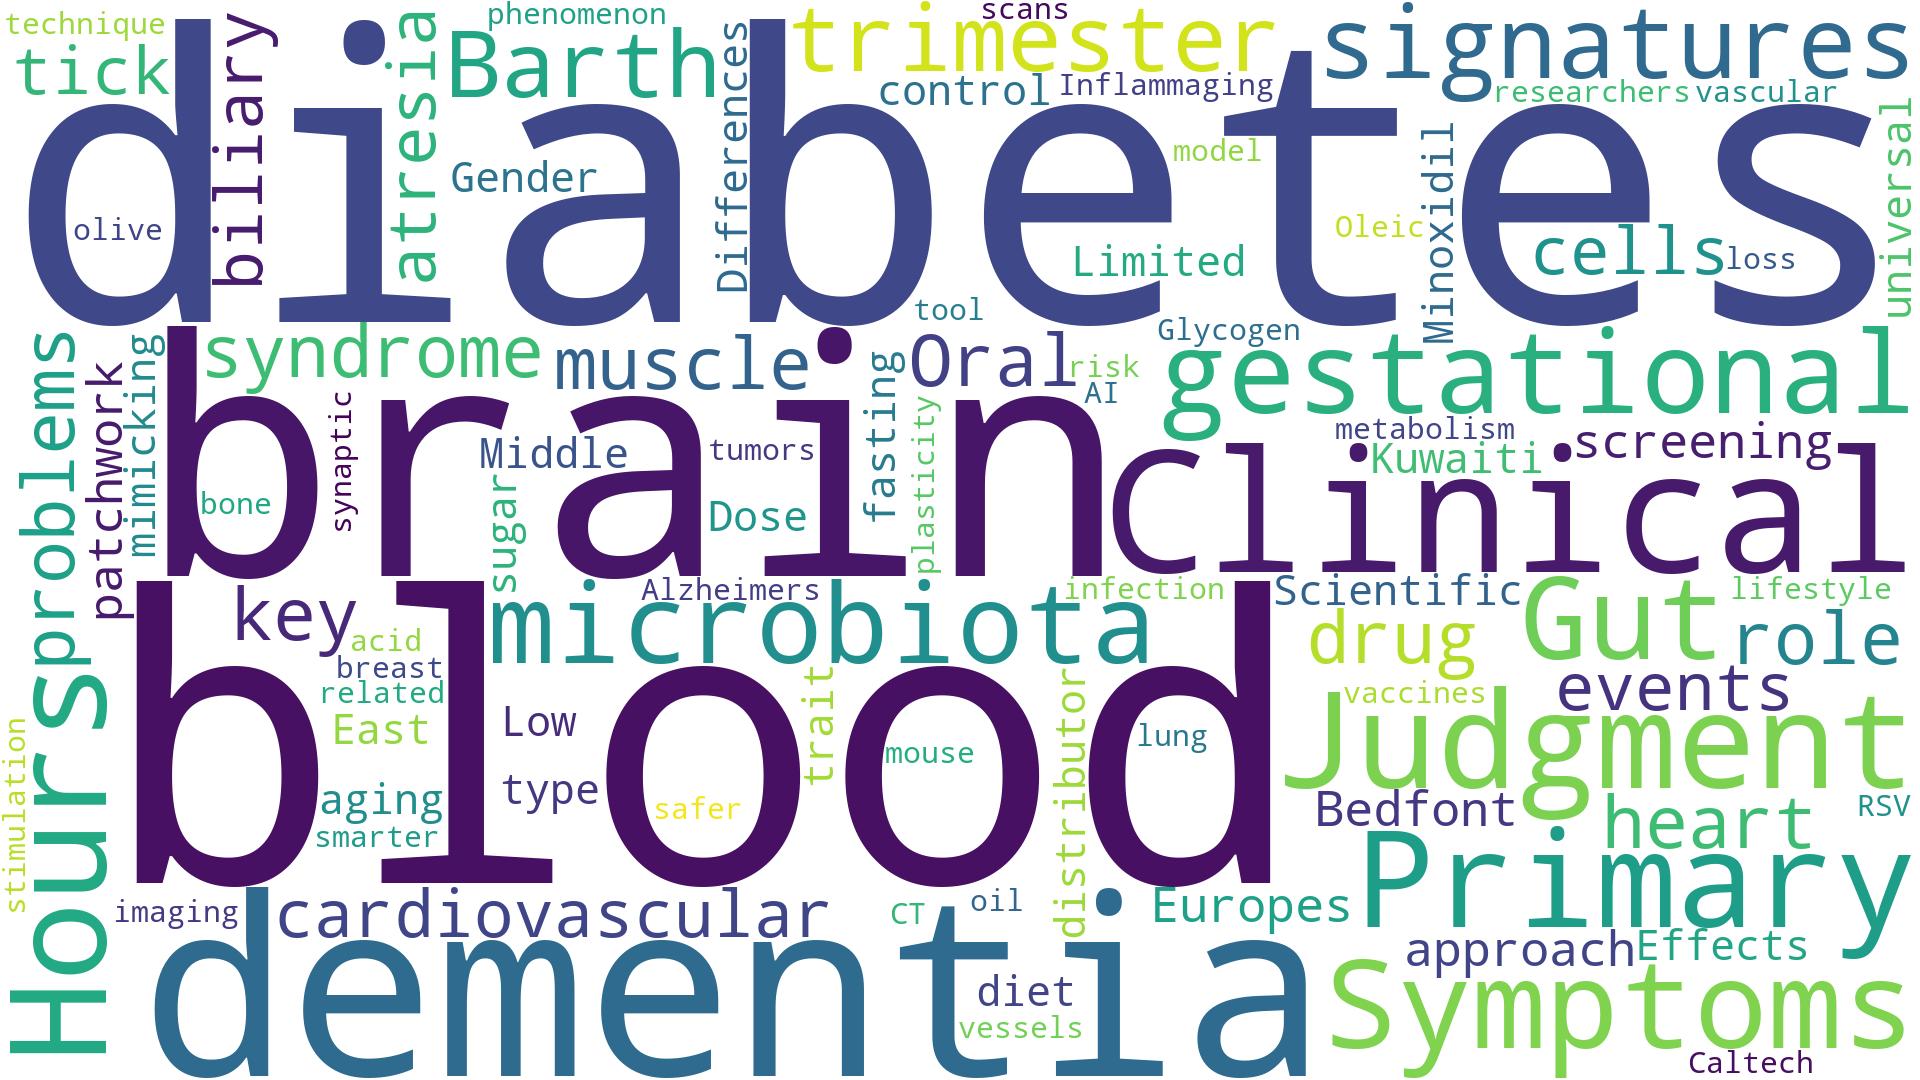 technique
phenomenon
scans
tick
biliary
atresia
Barth
trimester
signatures
diabetes
Differences
control
Inflammaging
researchers
vascular
Gender
model
universal
Minoxidil
olive
Oleic
cells
loss
Limited
tool
Glycogen
problems
patchwork
mimicking
syndrome
muscle
Oral
risk
AI
gestational
brain
synaptic
Middle
tumors
fasting
plasticity
metabolism
Kuwaiti
screening
Clinical
bone
sugar
Dose
key
Alzheimers
microbiota
infection
Scientific
Gut
lifestyle
drug
role
acid
breast
related
East
blood
Low
trait
distributor
vaccines
events
Judgment
lung
mouse
type
safer
aging
smarter
stimulation
Hours
Bedfont
heart
RSV
Primary
imaging
cardiovascular
CT
oil
Europes
approach
Effects
dementia
diet
vessels
Symptoms
Caltech